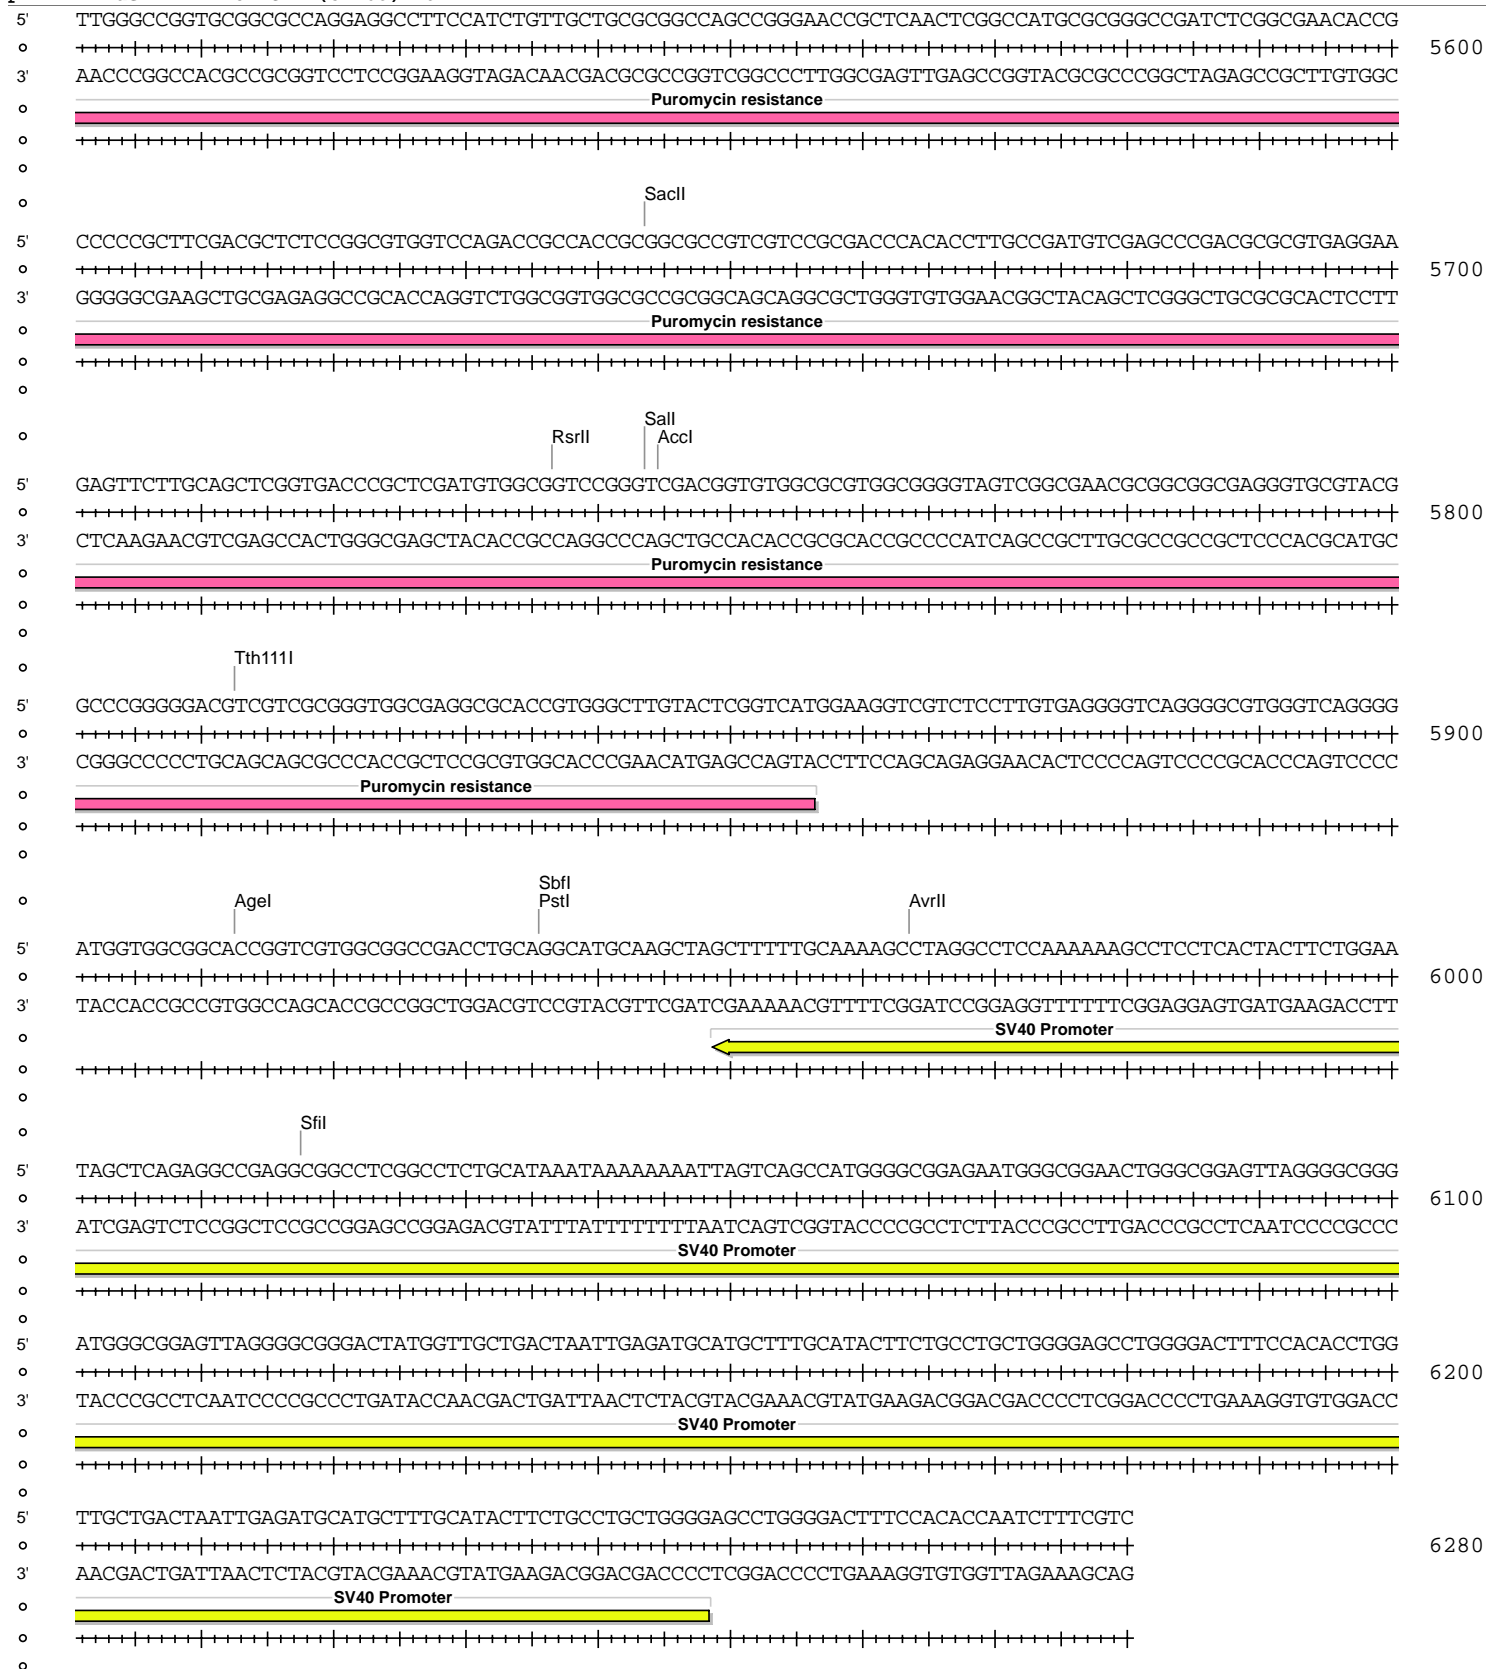 5' TTGGGCCGGTGCGGCGCCAGGAGGCCTTCCATCTGTTGCTGCGCGGCCAGCCGGGAACCGCTCAACTCGGCCATGCGCGGGCCGATCTCGGCGAACACCG
5600
3' AACCCGGCCACGCCGCGGTCCTCCGGAAGGTAGACAACGACGCGCCGGTCGGCCCTTGGCGAGTTGAGCCGGTACGCGCCCGGCTAGAGCCGCTTGTGGC
Puromycin resistance
SacII
5' CCCCCGCTTCGACGCTCTCCGGCGTGGTCCAGACCGCCACCGCGGCGCCGTCGTCCGCGACCCACACCTTGCCGATGTCGAGCCCGACGCGCGTGAGGAA
5700
3' GGGGGCGAAGCTGCGAGAGGCCGCACCAGGTCTGGCGGTGGCGCCGCGGCAGCAGGCGCTGGGTGTGGAACGGCTACAGCTCGGGCTGCGCGCACTCCTT
Puromycin resistance
SalI
RsrII AccI
5' GAGTTCTTGCAGCTCGGTGACCCGCTCGATGTGGCGGTCCGGGTCGACGGTGTGGCGCGTGGCGGGGTAGTCGGCGAACGCGGCGGCGAGGGTGCGTACG
5800
3' CTCAAGAACGTCGAGCCACTGGGCGAGCTACACCGCCAGGCCCAGCTGCCACACCGCGCACCGCCCCATCAGCCGCTTGCGCCGCCGCTCCCACGCATGC
Puromycin resistance
Tth111I
5' GCCCGGGGGACGTCGTCGCGGGTGGCGAGGCGCACCGTGGGCTTGTACTCGGTCATGGAAGGTCGTCTCCTTGTGAGGGGTCAGGGGCGTGGGTCAGGGG
5900
3' CGGGCCCCCTGCAGCAGCGCCCACCGCTCCGCGTGGCACCCGAACATGAGCCAGTACCTTCCAGCAGAGGAACACTCCCCAGTCCCCGCACCCAGTCCCC
Puromycin resistance
SbfI
AgeI PstI AvrII
5' ATGGTGGCGGCACCGGTCGTGGCGGCCGACCTGCAGGCATGCAAGCTAGCTTTTTGCAAAAGCCTAGGCCTCCAAAAAAGCCTCCTCACTACTTCTGGAA
6000
3' TACCACCGCCGTGGCCAGCACCGCCGGCTGGACGTCCGTACGTTCGATCGAAAAACGTTTTCGGATCCGGAGGTTTTTTCGGAGGAGTGATGAAGACCTT
SV40 Promoter
SfiI
5' TAGCTCAGAGGCCGAGGCGGCCTCGGCCTCTGCATAAATAAAAAAAATTAGTCAGCCATGGGGCGGAGAATGGGCGGAACTGGGCGGAGTTAGGGGCGGG
6100
3' ATCGAGTCTCCGGCTCCGCCGGAGCCGGAGACGTATTTATTTTTTTTAATCAGTCGGTACCCCGCCTCTTACCCGCCTTGACCCGCCTCAATCCCCGCCC
SV40 Promoter
5' ATGGGCGGAGTTAGGGGCGGGACTATGGTTGCTGACTAATTGAGATGCATGCTTTGCATACTTCTGCCTGCTGGGGAGCCTGGGGACTTTCCACACCTGG
6200
3' TACCCGCCTCAATCCCCGCCCTGATACCAACGACTGATTAACTCTACGTACGAAACGTATGAAGACGGACGACCCCTCGGACCCCTGAAAGGTGTGGACC
SV40 Promoter
5' TTGCTGACTAATTGAGATGCATGCTTTGCATACTTCTGCCTGCTGGGGAGCCTGGGGACTTTCCACACCAATCTTTCGTC
6280
3' AACGACTGATTAACTCTACGTACGAAACGTATGAAGACGGACGACCCCTCGGACCCCTGAAAGGTGTGGTTAGAAAGCAG
SV40 Promoter